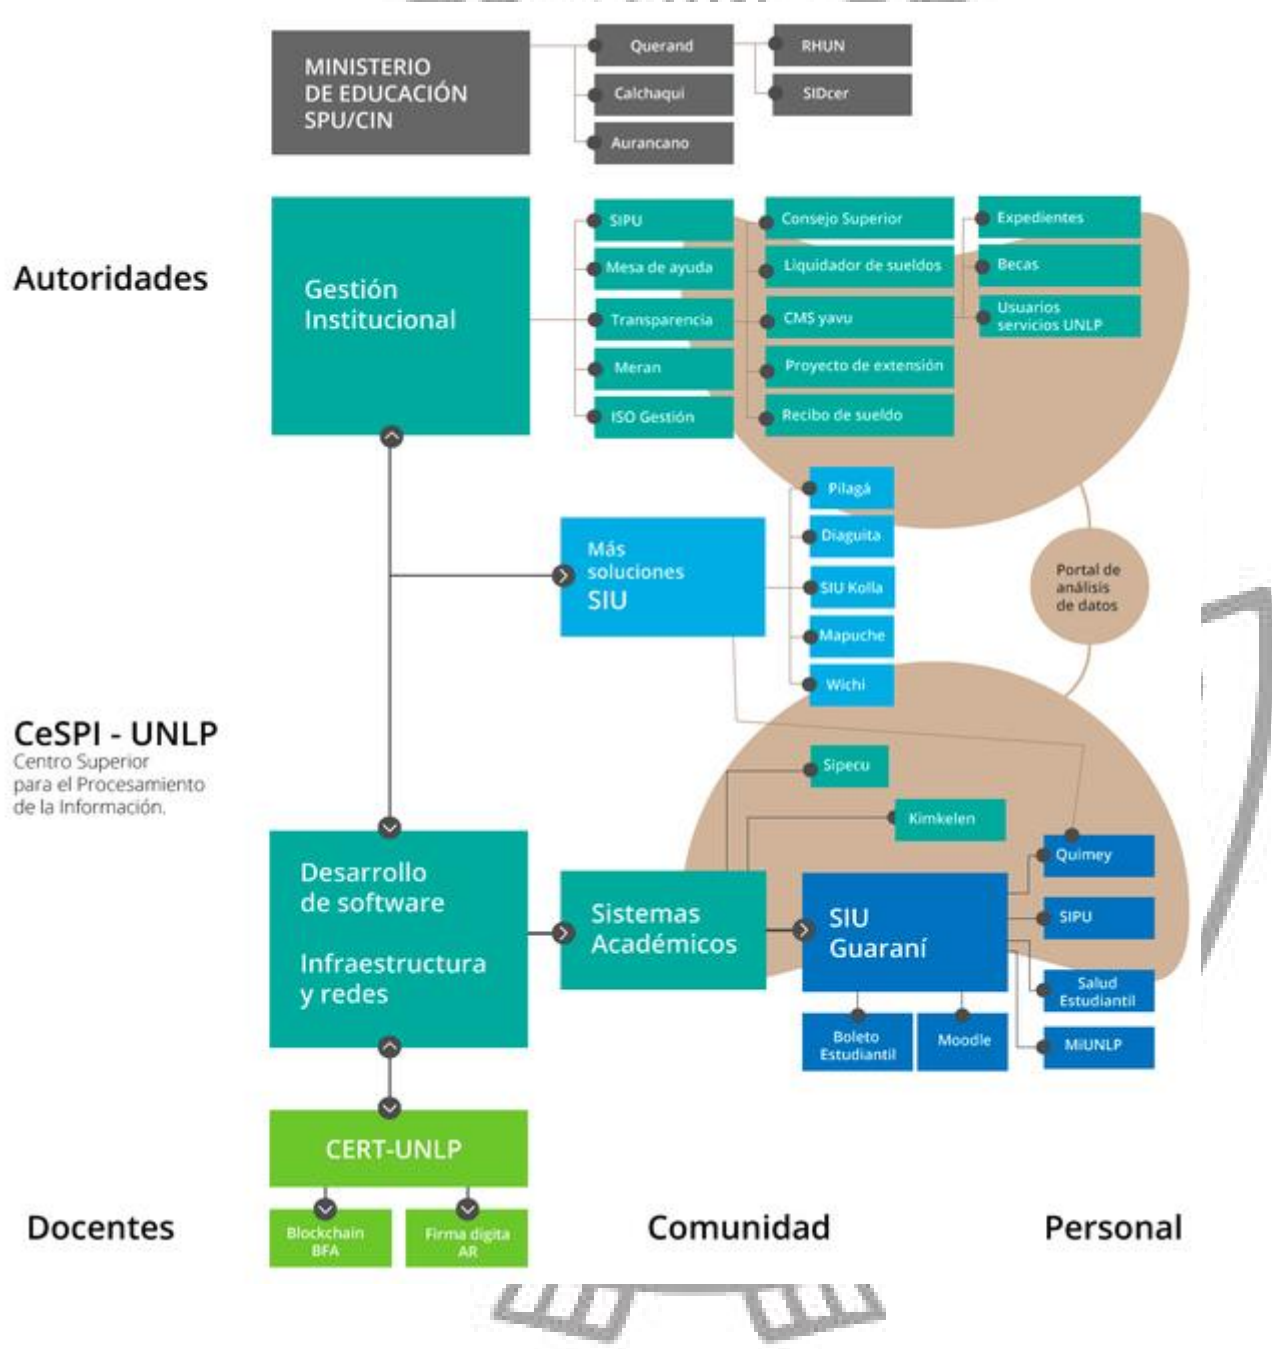 MINISTERIO
DE EDUCACIÓN
SPU/CIN
Querand
Calchaqui
Aurancano
RHUN
SIDcer
Autoridades
Gestión
Institucional
SIPU
Mesa de ayuda
Transparencia
Meran
ISO Gestión
Consejo Superior
Liquidador de sueldos
CMS yavu
Proyecto de extensión
Recibo de sueldo
Expedientes
Becas
Usuarios
servicios UNLP
Más
soluciones
SIU
Pilagá
Diaguita
SIU Kolla
Mapuche
Wichi
Portal de
análisis
de datos
CeSPI - UNLP
Centro Superior
para el Procesamiento
de la Información.
Desarrollo
de software
Infraestructura
y redes
Sistemas
Académicos
Sipecu
Kimkelen
SIU
Guaraní
Quimey
SIPU
Salud
Estudiantil
MiUNLP
Boleto
Estudiantil
Moodle
CERT-UNLP
Blockchain
BFA
Firma digita
AR
Docentes
Comunidad
Personal